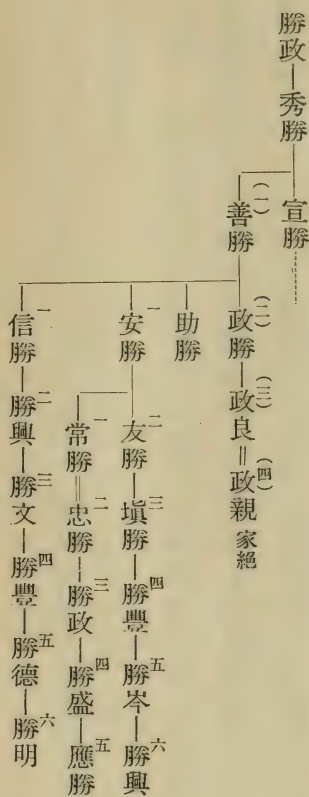 勝政―秀勝
宣勝
(一)善勝
(二)政勝―(三)政良＝(四)政親 家絶
助勝
一安勝
二友勝―三塡勝―四勝豐―五勝岑―六勝興
一常勝＝二忠勝―三勝政―四勝盛―五應勝
一信勝―二勝興―三勝文―四勝豐―五勝德―六勝明